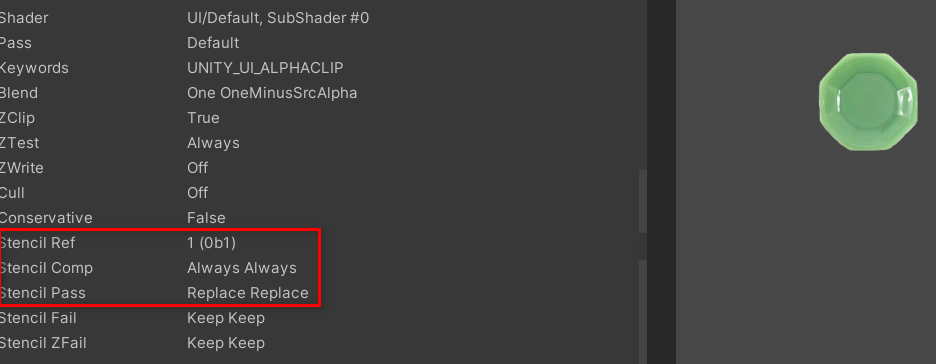 Shader UI/Default, SubShader #0
Pass Default
Keywords UNITY_UI_ALPHACLIP
Blend One OneMinusSrcAlpha
ZClip True
ZTest Always
ZWrite Off
Cull Off
Conservative False
Stencil Ref 1 (0b1)
Stencil Comp Always Always
Stencil Pass Replace Replace
Stencil Fail Keep Keep
Stencil ZFail Keep Keep